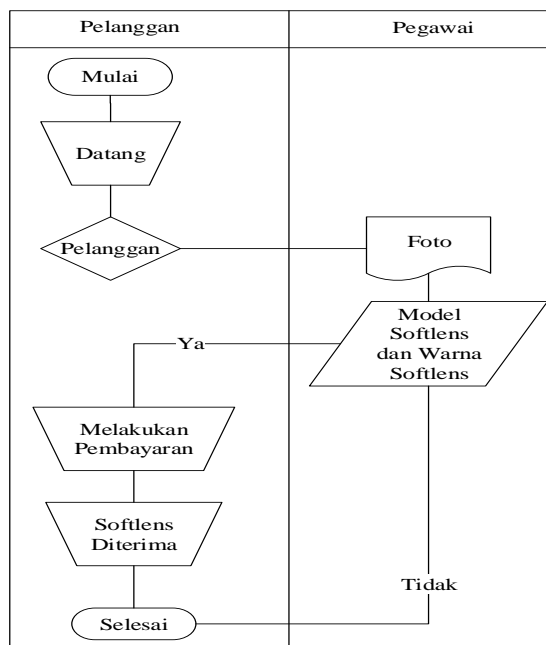 Pelanggan
Pegawai
Mulai
Datang
Pelanggan
Foto
Model
Softlens
dan Warna
Softlens
Ya
Melakukan
Pembayaran
Softlens
Diterima
Tidak
Selesai